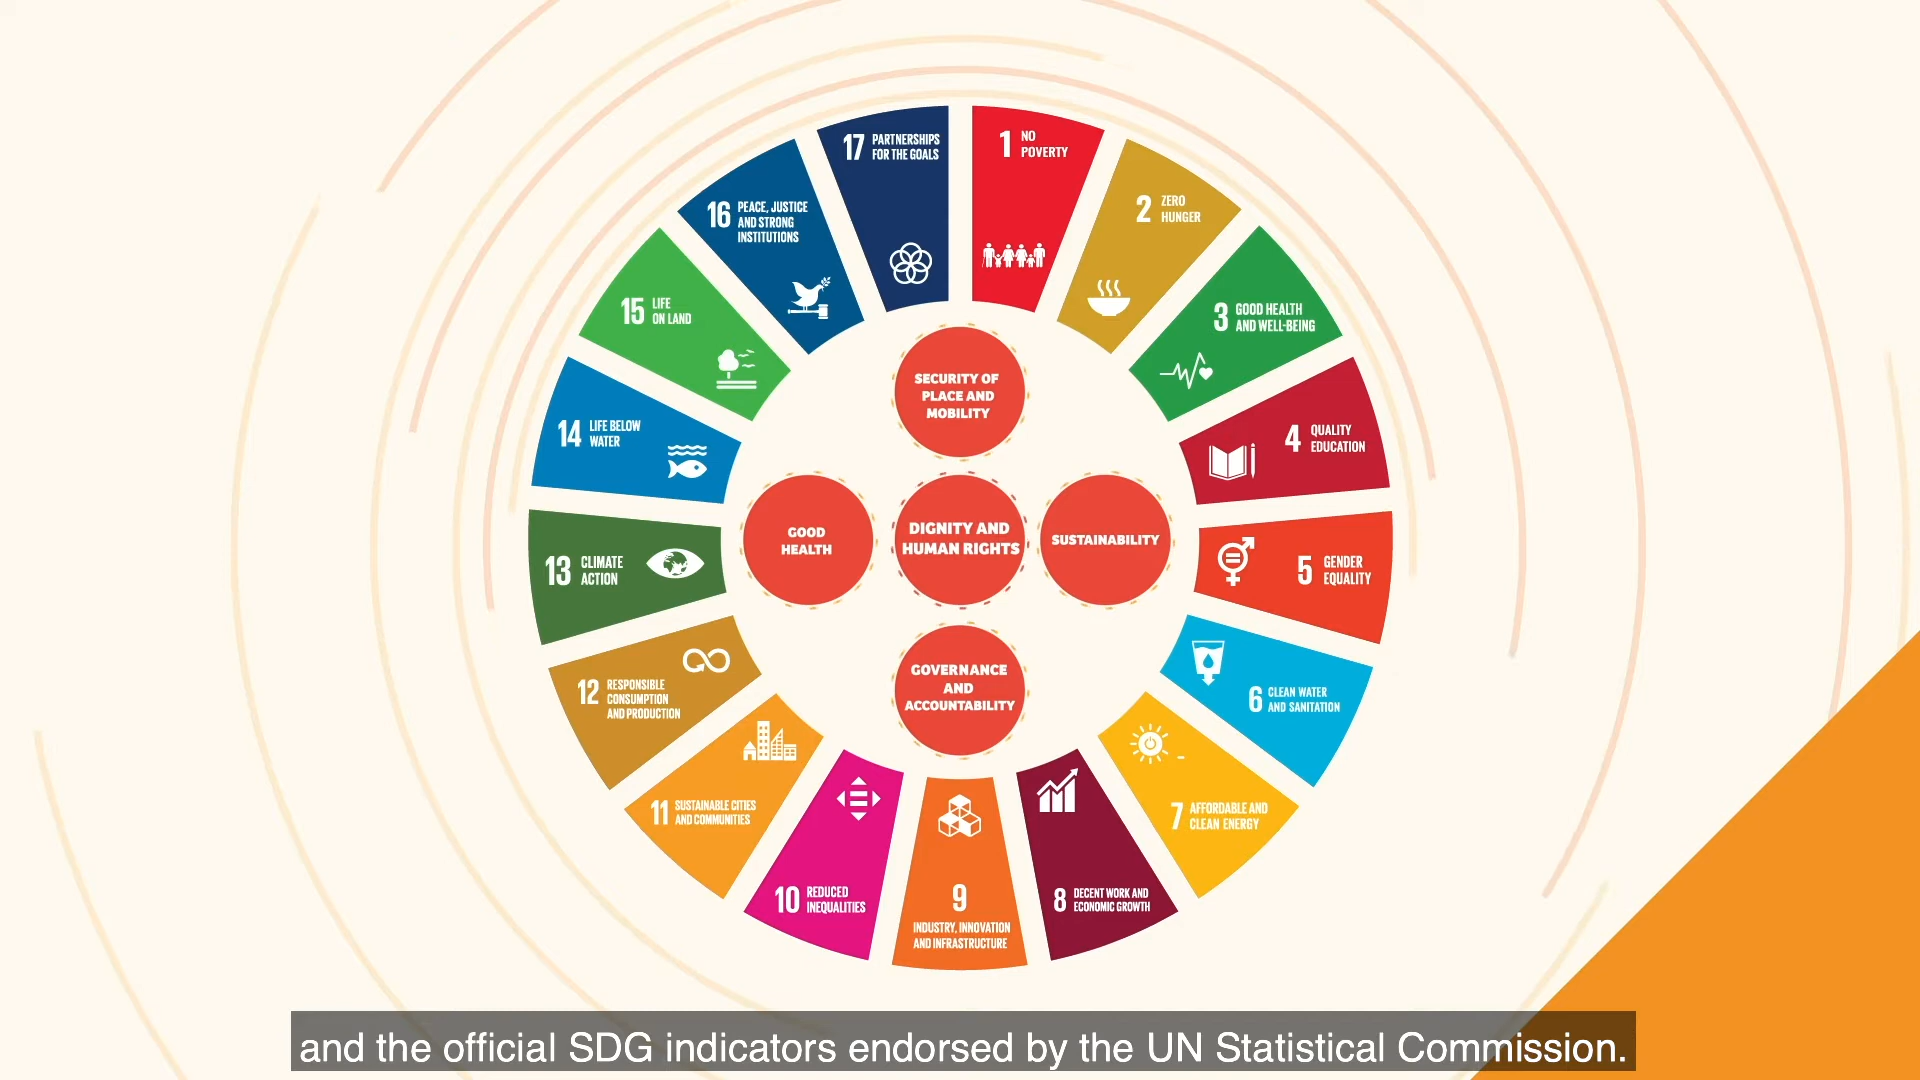 1 NO
POVERTY
2 ZERO
HUNGER
3 GOOD HEALTH
AND WELL-BEING
4 QUALITY
EDUCATION
5 GENDER
EQUALITY
6 CLEAN WATER
AND SANITATION
7 AFFORDABLE AND
CLEAN ENERGY
8 DECENT WORK AND
ECONOMIC GROWTH
9
INDUSTRY, INNOVATION
AND INFRASTRUCTURE
10 REDUCED
INEQUALITIES
11 SUSTAINABLE CITIES
AND COMMUNITIES
12 RESPONSIBLE
CONSUMPTION
AND PRODUCTION
13 CLIMATE
ACTION
14 LIFE BELOW
WATER
15 LIFE
ON LAND
16 PEACE, JUSTICE
AND STRONG
INSTITUTIONS
17 PARTNERSHIPS
FOR THE GOALS
SECURITY OF
PLACE AND
MOBILITY
GOOD
HEALTH
DIGNITY AND
HUMAN RIGHTS
SUSTAINABILITY
GOVERNANCE
AND
ACCOUNTABILITY
and the official SDG indicators endorsed by the UN Statistical Commission.